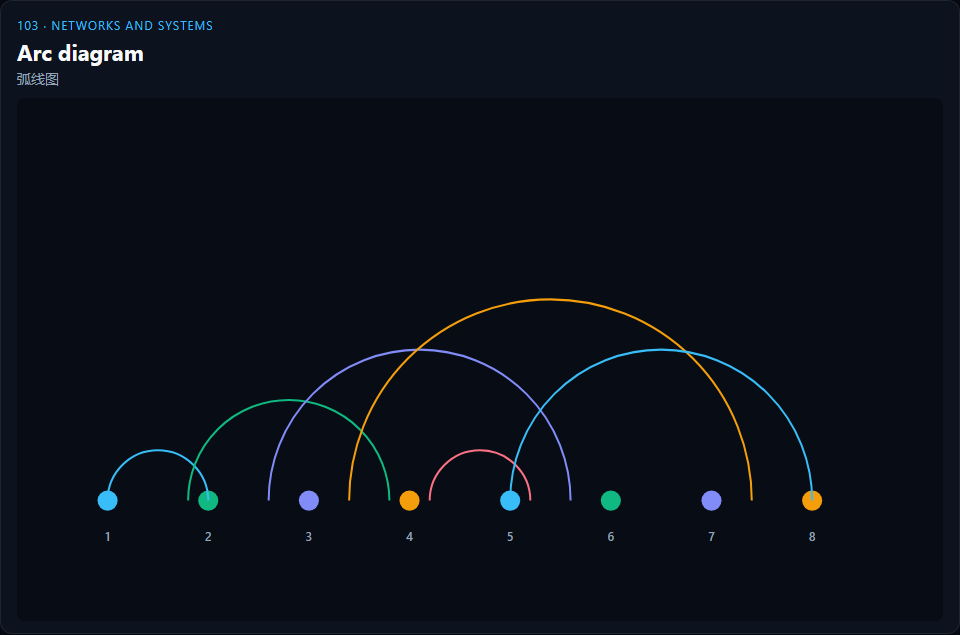 103 · NETWORKS AND SYSTEMS
Arc diagram
弧线图
1 2 3 4 5 6 7 8